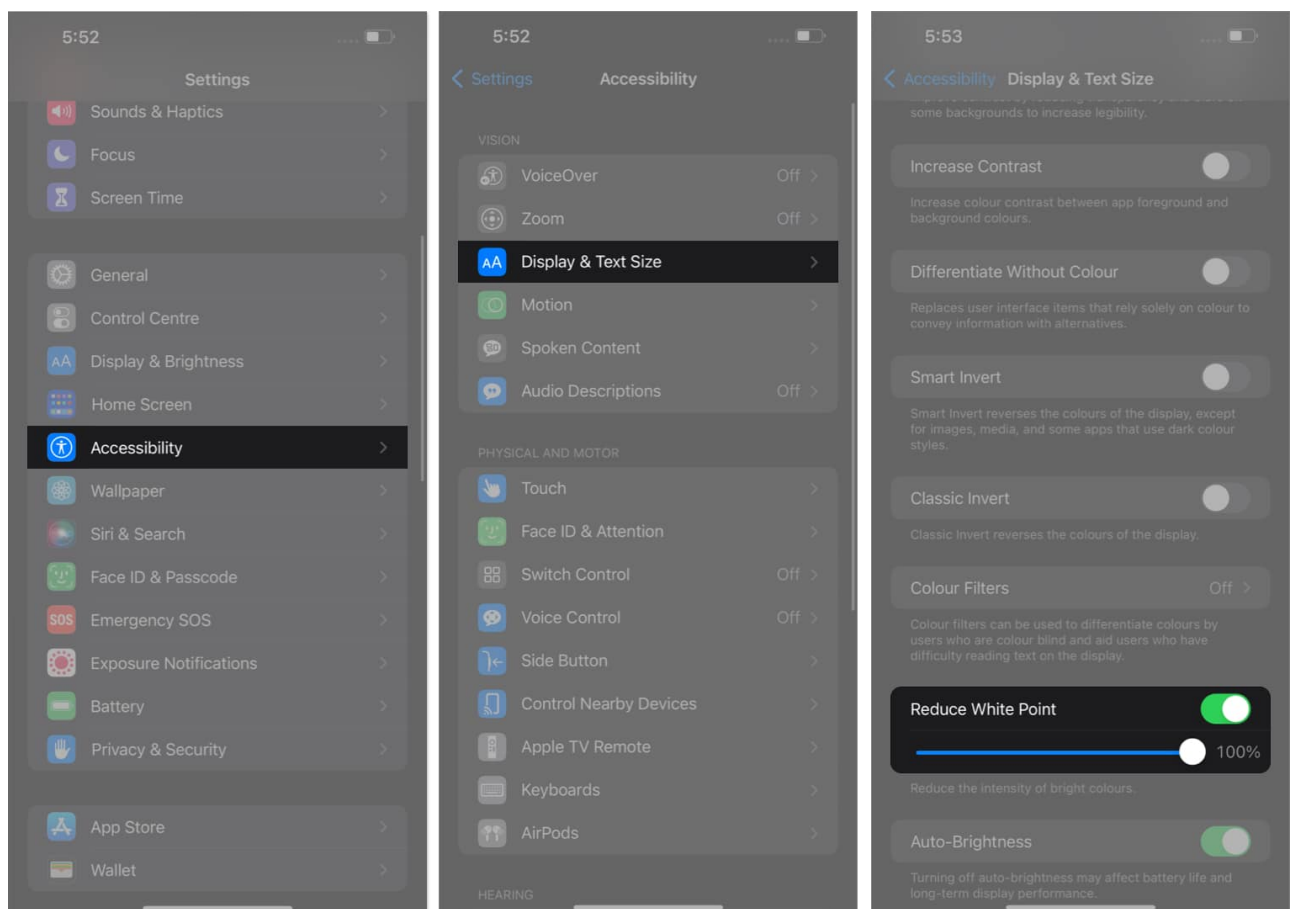 5:52
Settings
Sounds & Haptics
Focus
Screen Time
General
Control Centre
AA Display & Brightness
Home Screen
Accessibility
Wallpaper
Siri & Search
Face ID & Passcode
SOS Emergency SOS
Exposure Notifications
Battery
Privacy & Security
App Store
Wallet
5:52
Settings Accessibility
VISION
VoiceOver Off
Zoom Off
AA Display & Text Size
Motion
Spoken Content
Audio Descriptions Off
PHYSICAL AND MOTOR
Touch
Face ID & Attention
Switch Control Off
Voice Control Off
Side Button
Control Nearby Devices
Apple TV Remote
Keyboards
AirPods
HEARING
5:53
Accessibility Display & Text Size
some backgrounds to increase legibility.
Increase Contrast
Increase colour contrast between app foreground and
background colours.
Differentiate Without Colour
Replaces user interface items that rely solely on colour to
convey information with alternatives.
Smart Invert
Smart Invert reverses the colours of the display, except
for images, media, and some apps that use dark colour
styles.
Classic Invert
Classic Invert reverses the colours of the display.
Colour Filters Off
Colour filters can be used to differentiate colours by
users who are colour blind and aid users who have
difficulty reading text on the display.
Reduce White Point
100%
Reduce the intensity of bright colours.
Auto-Brightness
Turning off auto-brightness may affect battery life and
long-term display performance.